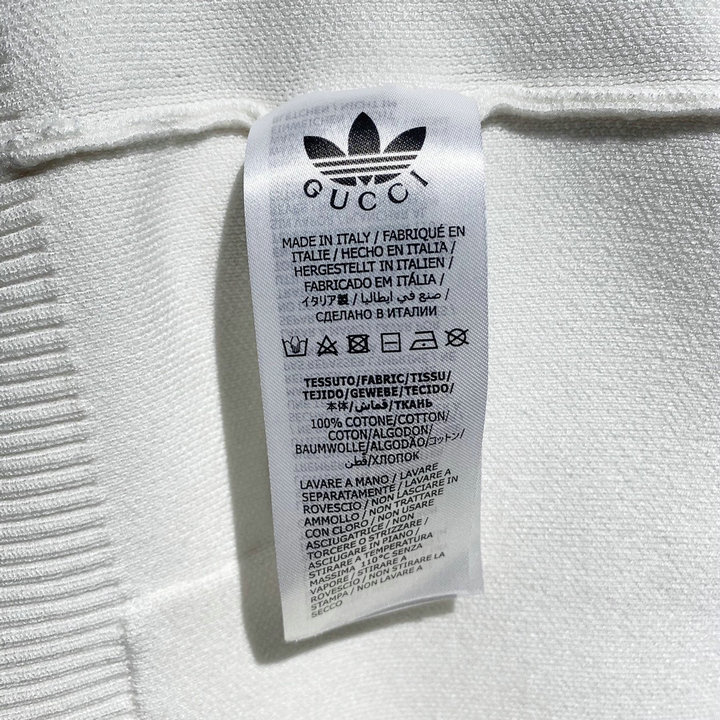 GUCCI
MADE IN ITALY / FABRIQUÉ EN
ITALIE / HECHO EN ITALIA /
HERGESTELLT IN ITALIEN /
FABRICADO EM ITÁLIA /
イタリア製 / صنع في ايطاليا /
СДЕЛАНО В ИТАЛИИ
TESSUTO/FABRIC/TISSU/
TEJIDO/GEWEBE/TECIDO/
本体/قماش/ТКАНЬ
100% COTONE/COTTON/
COTON/ALGODON/
BAUMWOLLE/ALGODÃO/コットン/
قطن/ХЛОПОК
LAVARE A MANO / LAVARE
SEPARATAMENTE / LAVARE A
ROVESCIO / NON LASCIARE IN
AMMOLLO / NON TRATTARE
CON CLORO / NON USARE
ASCIUGATRICE / NON
TORCERE O STRIZZARE /
ASCIUGARE IN PIANO /
STIRARE A TEMPERATURA
MASSIMA 110°C SENZA
VAPORE / STIRARE A
ROVESCIO / NON STIRARE LA
STAMPA / NON LAVARE A
SECCO